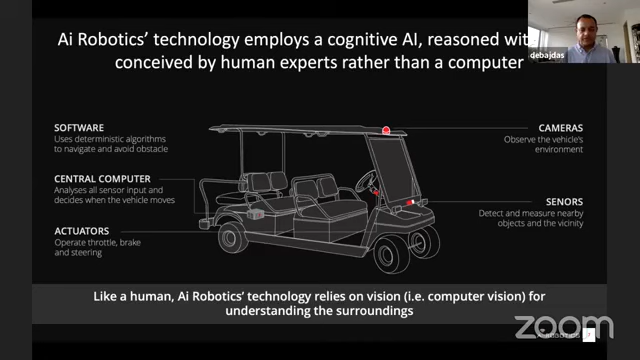 Ai Robotics' technology employs a cognitive AI, reasoned wit
conceived by human experts rather than a computer
debajdas
SOFTWARE
Uses deterministic algorithms
to navigate and avoid obstacle
CENTRAL COMPUTER
Analyses all sensor input and
decides when the vehicle moves
ACTUATORS
Operate throttle, brake
and steering
CAMERAS
Observe the vehicle's
environment
SENORS
Detect and measure nearby
objects and the vicinity
Like a human, Ai Robotics' technology relies on vision (i.e. computer vision) for
understanding the surroundings
zoom